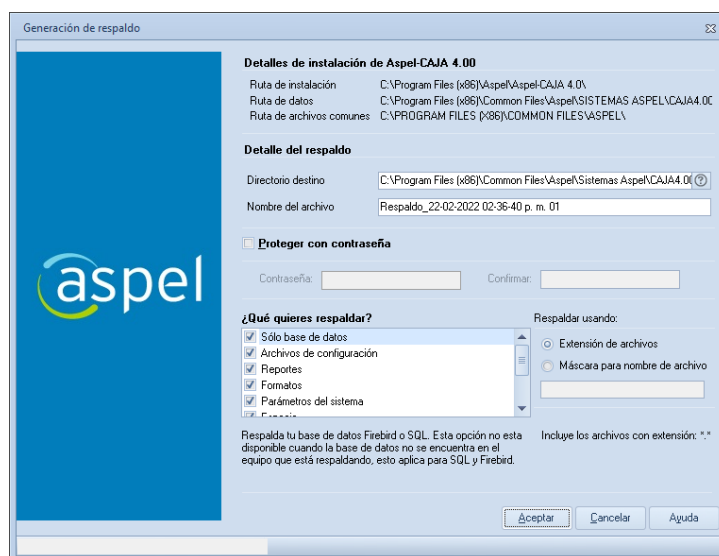 Generación de respaldo
aspel
Detalles de instalación de Aspel-CAJA 4.00
Ruta de instalación C:\Program Files (x86)\Aspel\Aspel-CAJA 4.0\
Ruta de datos C:\Program Files (x86)\Common Files\Aspel\SISTEMAS ASPEL\CAJA4.00
Ruta de archivos comunes C:\PROGRAM FILES (X86)\COMMON FILES\ASPEL\
Detalle del respaldo
Directorio destino C:\Program Files (x86)\Common Files\Aspel\Sistemas Aspel\CAJA4.00
Nombre del archivo Respaldo_22-02-2022 02-36-40 p. m. 01
Proteger con contraseña
Contraseña: Confirmar:
¿Qué quieres respaldar? Respaldar usando:
Sólo base de datos
Archivos de configuración
Reportes
Formatos
Parámetros del sistema
Extensión de archivos
Máscara para nombre de archivo
Respalda tu base de datos Firebird o SQL. Esta opción no esta
disponible cuando la base de datos no se encuentra en el
equipo que está respaldando, esto aplica para SQL y Firebird.
Incluye los archivos con extensión: "."
Aceptar Cancelar Ayuda